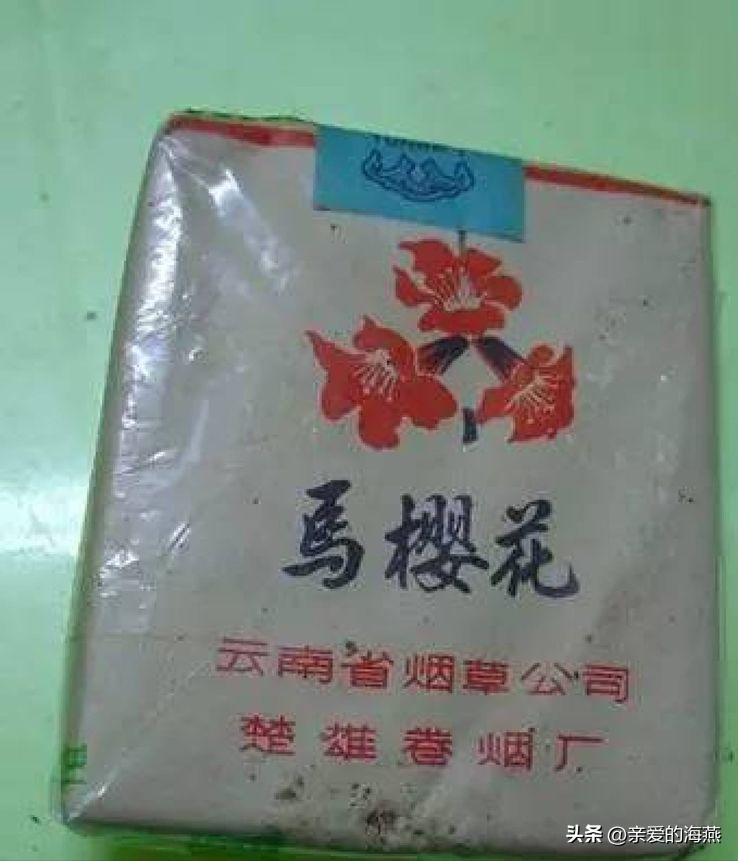 馬櫻花
云南省烟草公司
楚雄卷烟厂
头条 @亲爱的海燕